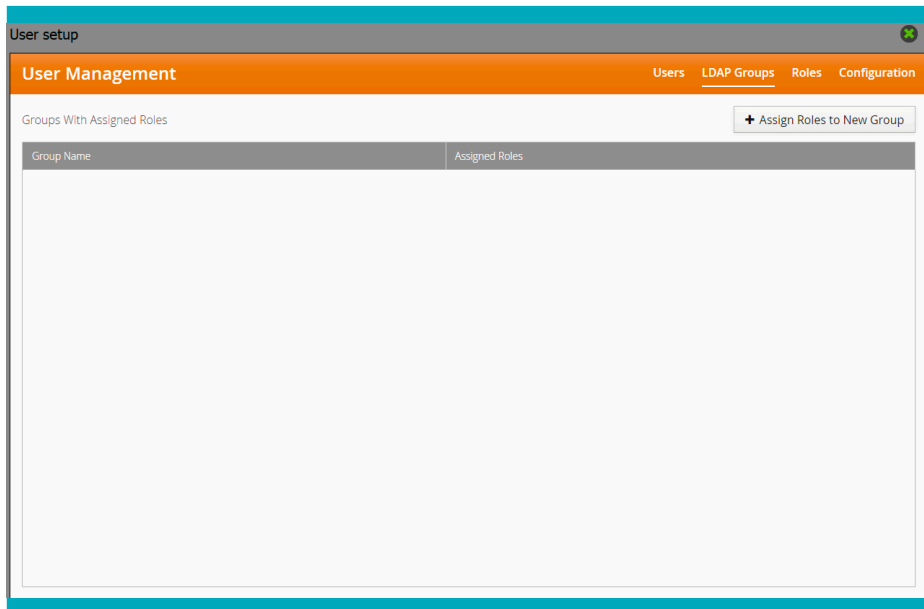 User setup
User Management Users LDAP Groups Roles Configuration
Groups With Assigned Roles + Assign Roles to New Group
Group Name Assigned Roles